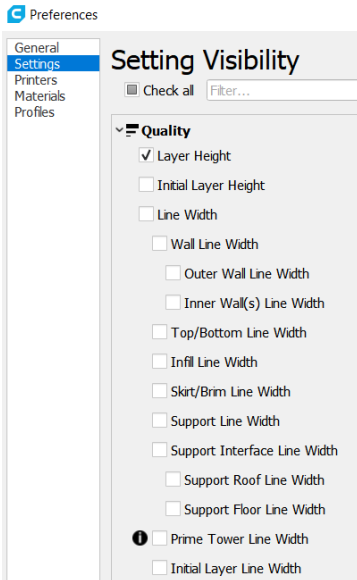 Preferences
General
Settings
Printers
Materials
Profiles
Setting Visibility
Check all
Filter...
Quality
Layer Height
Initial Layer Height
Line Width
Wall Line Width
Outer Wall Line Width
Inner Wall(s) Line Width
Top/Bottom Line Width
Infill Line Width
Skirt/Brim Line Width
Support Line Width
Support Interface Line Width
Support Roof Line Width
Support Floor Line Width
Prime Tower Line Width
Initial Layer Line Width